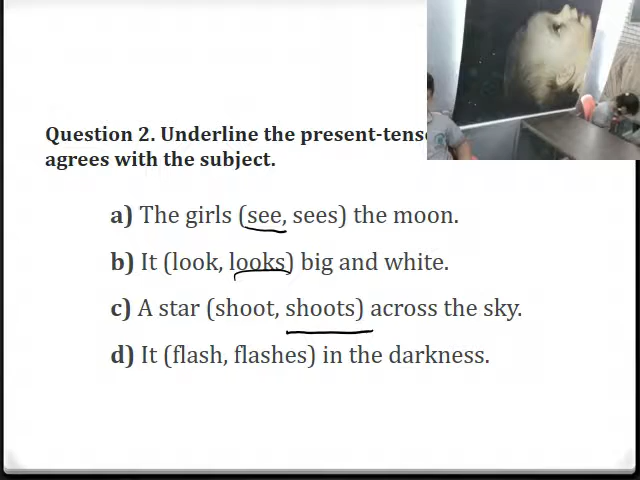 Question 2. Underline the present-tense
agrees with the subject.
a) The girls (see, sees) the moon.
b) It (look, looks) big and white.
c) A star (shoot, shoots) across the sky.
d) It (flash, flashes) in the darkness.